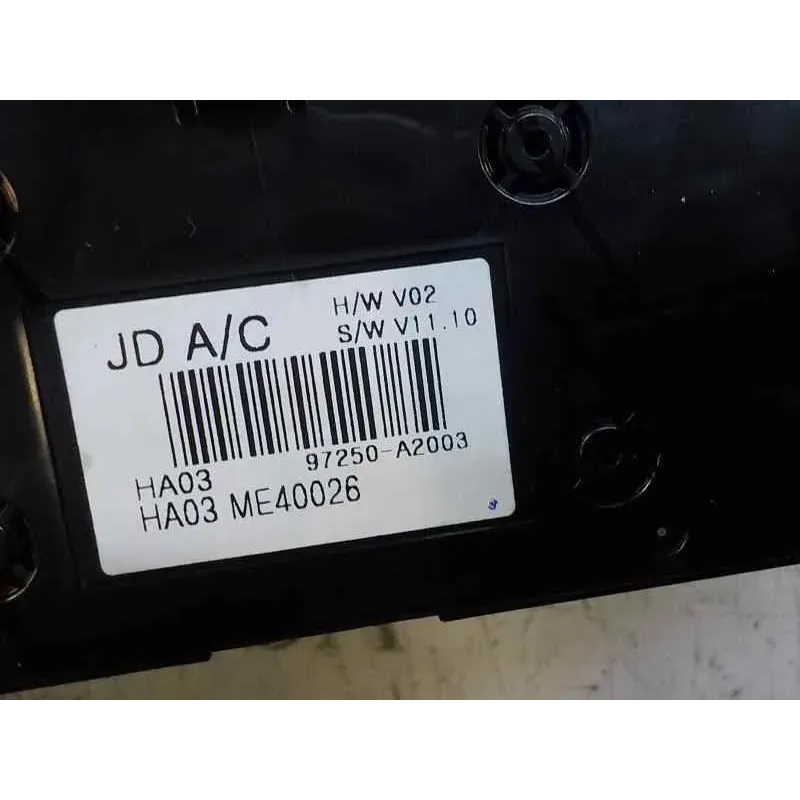 JD A/C
H/W V02
S/W V11.10
97250-A2003
HA03
HA03 ME40026